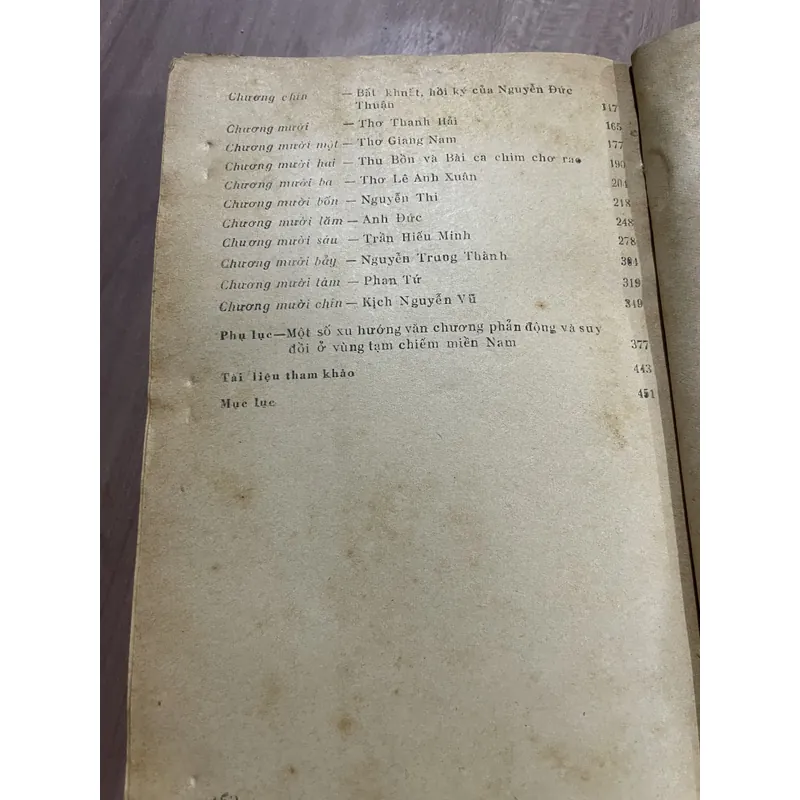 Chương chín — Bất khuất, hồi ký của Nguyễn Đức
Thuận 147
Chương mười — Thơ Thanh Hải 165
Chương mười một — Thơ Giang Nam 177
Chương mười hai — Thu Bồn và Bài ca chim chơ rao 190
Chương mười ba — Thơ Lê Anh Xuân 204
Chương mười bốn — Nguyễn Thi 218
Chương mười lăm — Anh Đức 248
Chương mười sáu — Trần Hiếu Minh 278
Chương mười bảy — Nguyễn Trung Thành 304
Chương mười tám — Phan Tứ 319
Chương mười chín — Kịch Nguyễn Vũ 349
Phụ lục — Một số xu hướng văn chương phản động và suy
đồi ở vùng tạm chiếm miền Nam 377
Tài liệu tham khảo 443
Mục lục 451